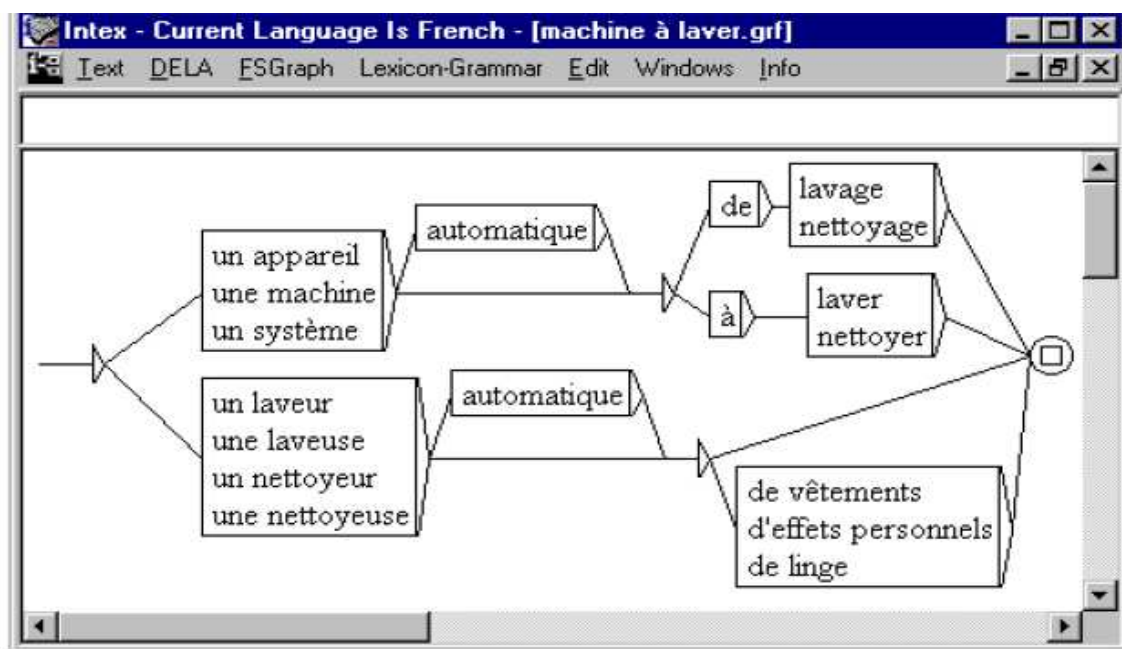 Intex - Current Language Is French - [machine à laver.grf]
Text DELA FSGraph Lexicon-Grammar Edit Windows Info
un appareil
une machine
un système
automatique
de
lavage
nettoyage
à
laver
nettoyer
un laveur
une laveuse
un nettoyeur
une nettoyeuse
automatique
de vêtements
d'effets personnels
de linge